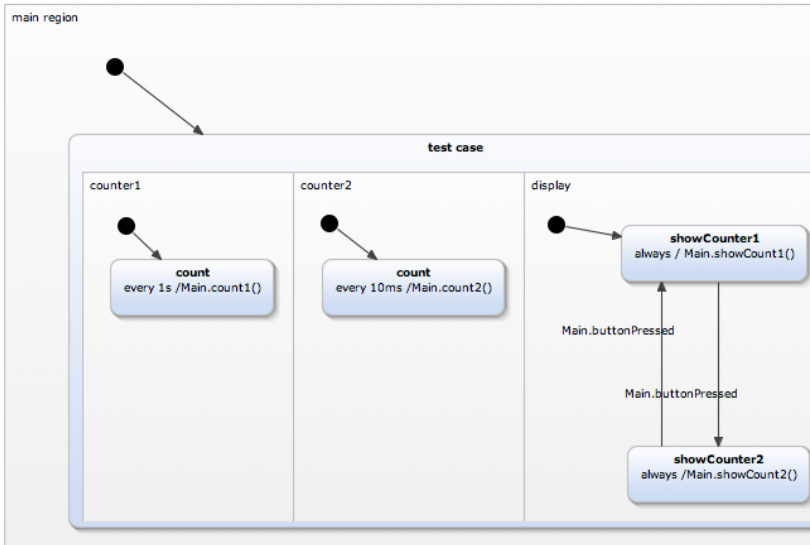 main region
test case
counter1
counter2
display
count
every 1s /Main.count1()
count
every 10ms /Main.count2()
showCounter1
always / Main.showCount1()
Main.buttonPressed
Main.buttonPressed
showCounter2
always /Main.showCount2()